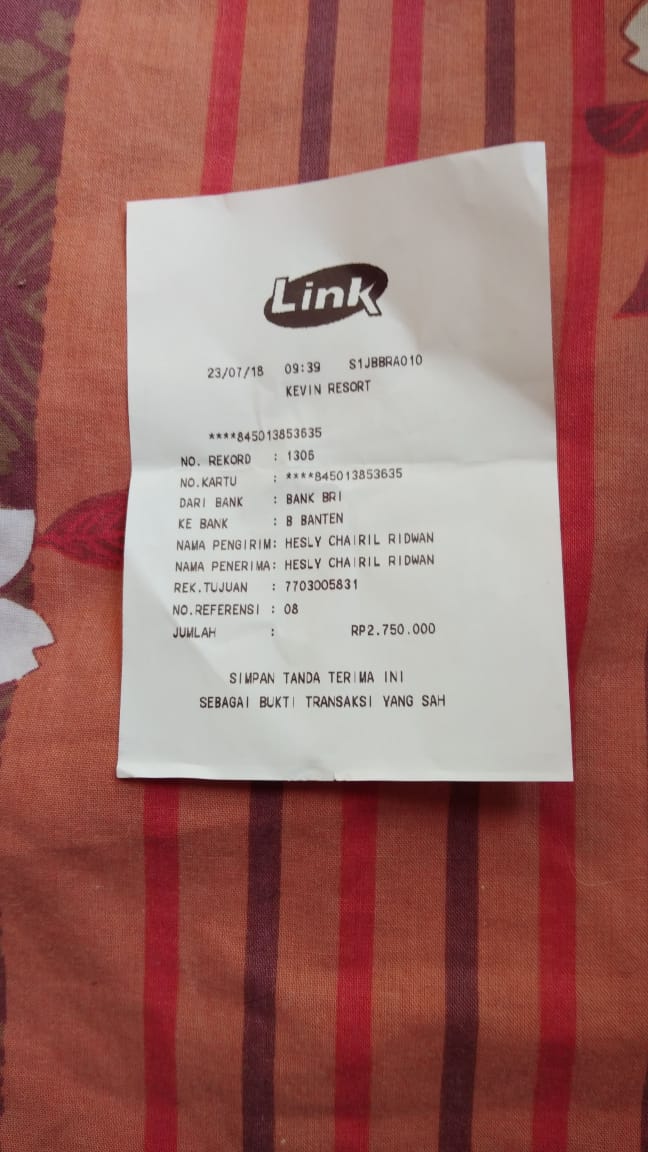 Link
23/07/18 09:39 S1JBBRA010
KEVIN RESORT
****845013853635
NO. REKORD : 1306
NO.KARTU : ****845013853635
DARI BANK : BANK BRI
KE BANK : B BANTEN
NAMA PENGIRIM: HESLY CHAIRIL RIDWAN
NAMA PENERIMA: HESLY CHAIRIL RIDWAN
REK.TUJUAN : 7703005831
NO.REFERENSI : 08
JUMLAH : RP2.750.000
SIMPAN TANDA TERIMA INI
SEBAGAI BUKTI TRANSAKSI YANG SAH